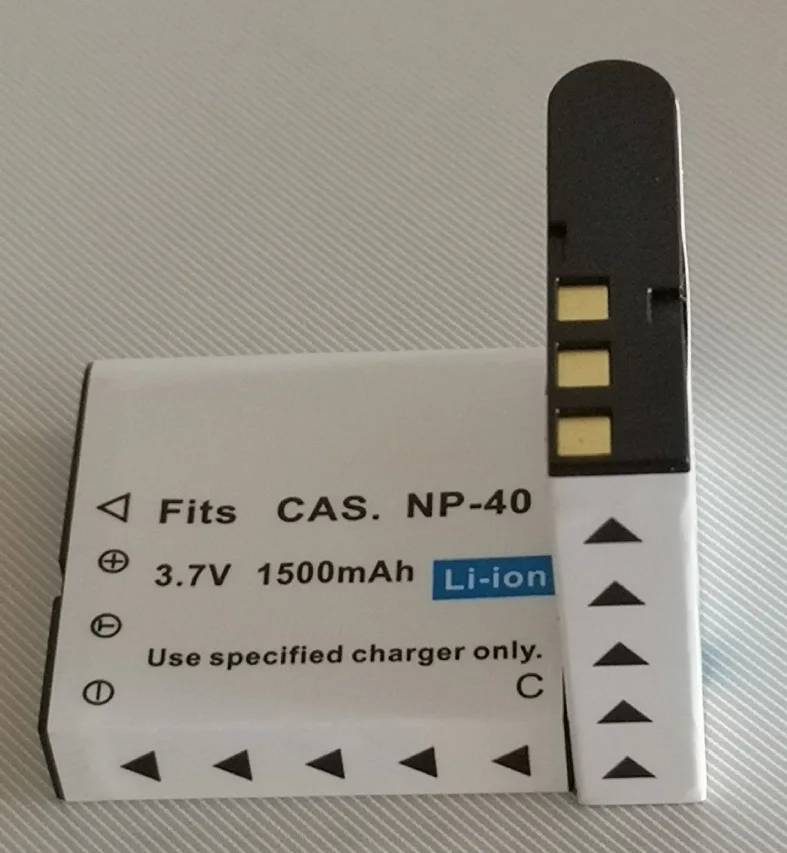 Fits CAS. NP-40
3.7V 1500mAh Li-ion
Use specified charger only.
C